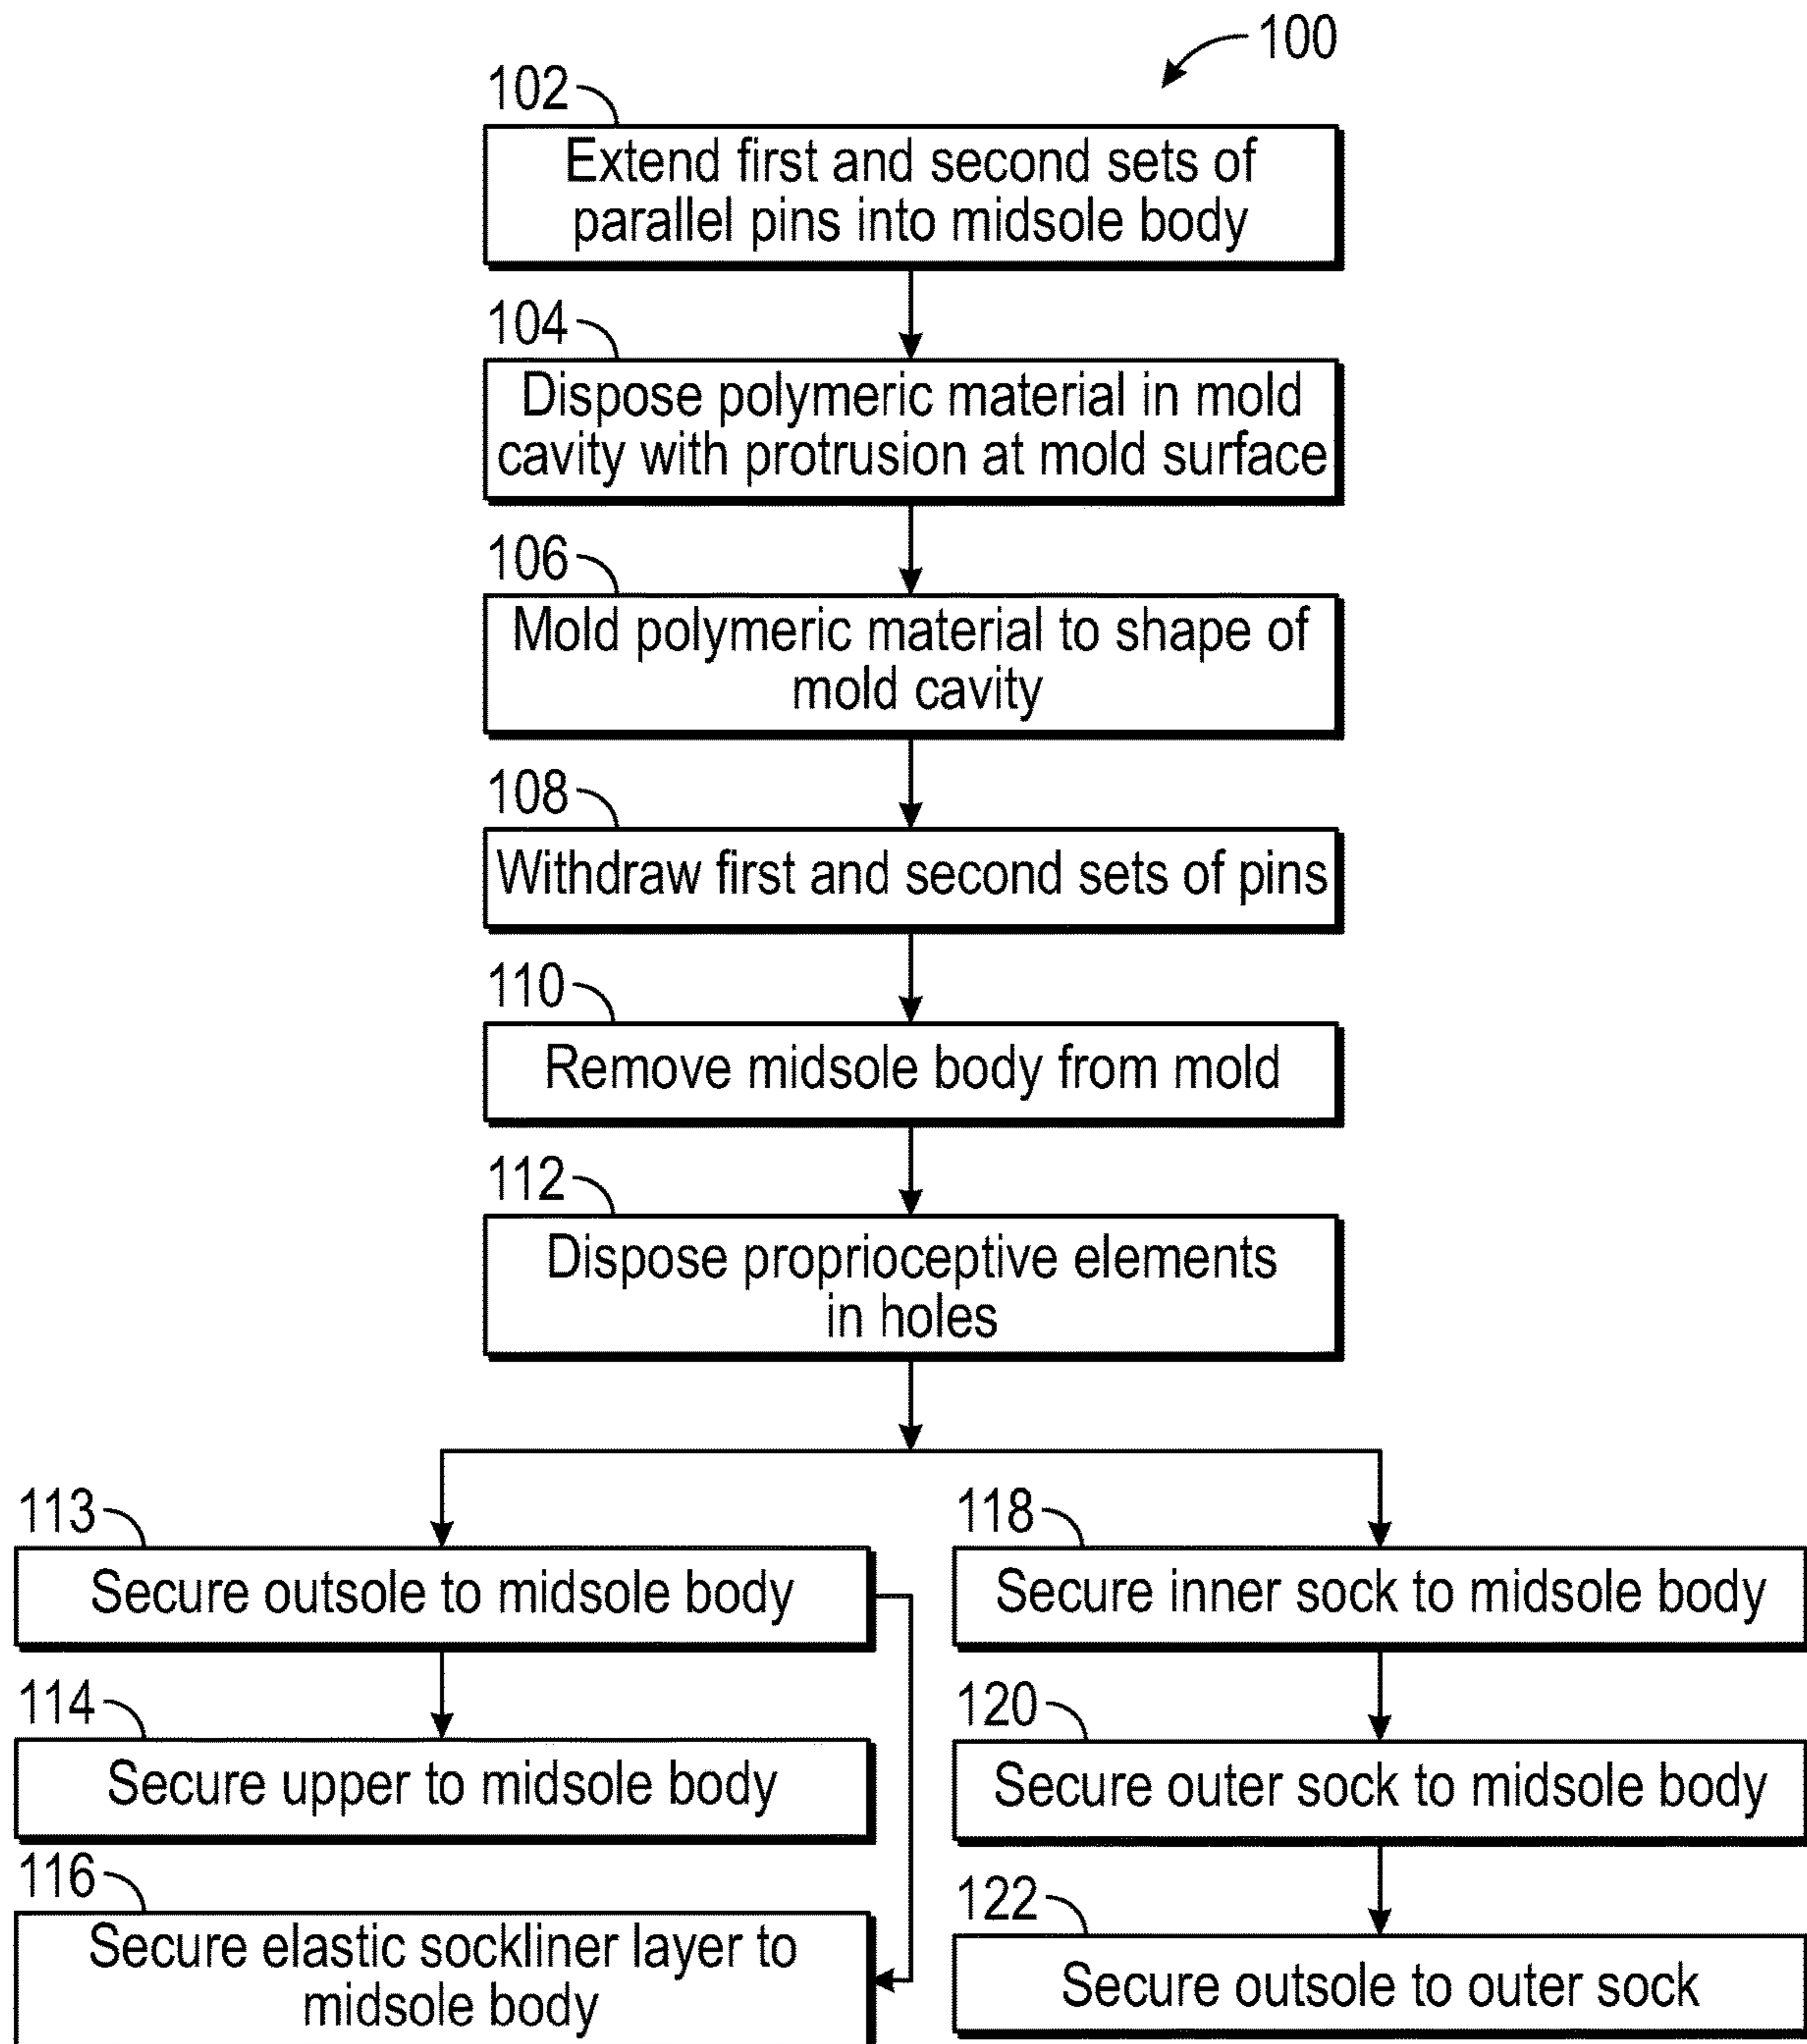 100
102
Extend first and second sets of
parallel pins into midsole body
104
Dispose polymeric material in mold
cavity with protrusion at mold surface
106
Mold polymeric material to shape of
mold cavity
108
Withdraw first and second sets of pins
110
Remove midsole body from mold
112
Dispose proprioceptive elements
in holes
113
Secure outsole to midsole body
114
Secure upper to midsole body
116
Secure elastic sockliner layer to
midsole body
118
Secure inner sock to midsole body
120
Secure outer sock to midsole body
122
Secure outsole to outer sock